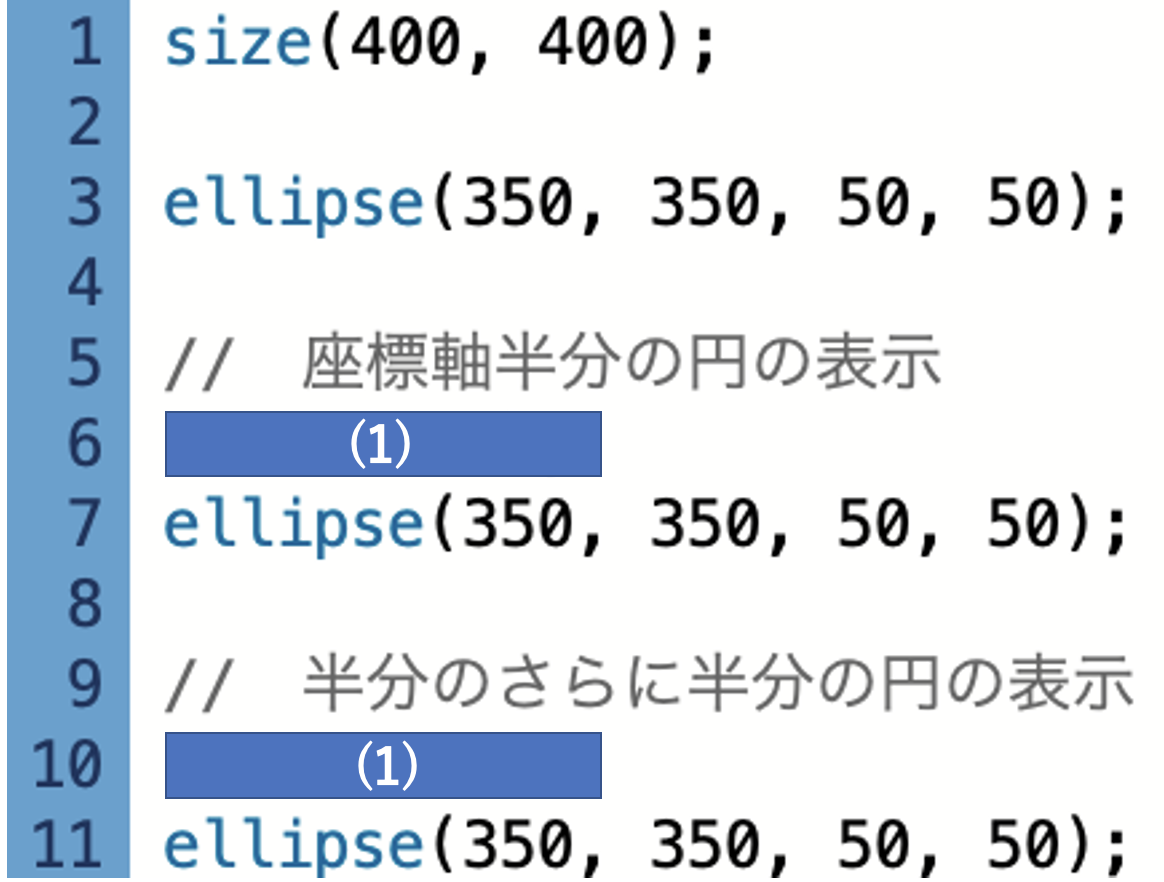 1 size(400, 400);
2
3 ellipse(350, 350, 50, 50);
4
5 //　座標軸半分の円の表示
6 (1)
7 ellipse(350, 350, 50, 50);
8
9 //　半分のさらに半分の円の表示
10 (1)
11 ellipse(350, 350, 50, 50);